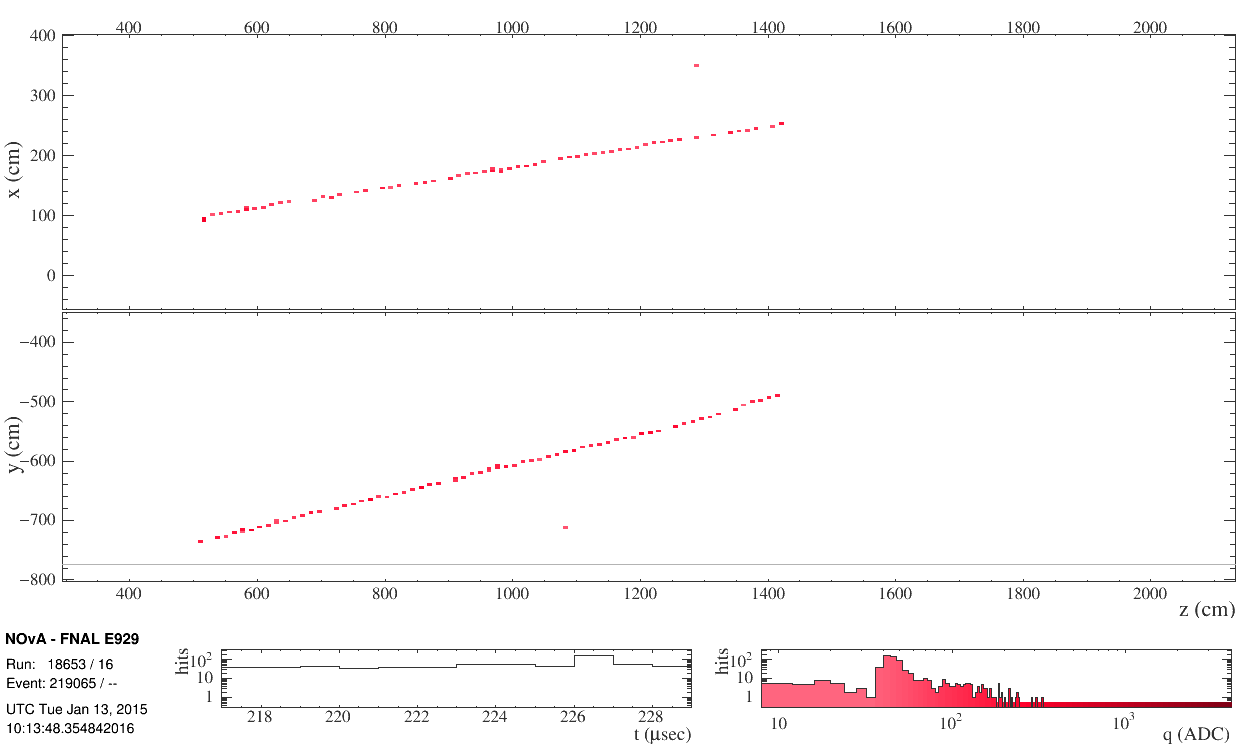 400 600 800 1000 1200 1400 1600 1800 2000
400
300
200
100
0
x (cm)
−400
−500
−600
−700
−800
y (cm)
400 600 800 1000 1200 1400 1600 1800 2000
z (cm)
NOvA - FNAL E929
Run: 18653 / 16
Event: 219065 / --
UTC Tue Jan 13, 2015
10:13:48.354842016
hits
10²
10
1
218 220 222 224 226 228
t (μsec)
hits
10²
10
1
10 10² 10³
q (ADC)